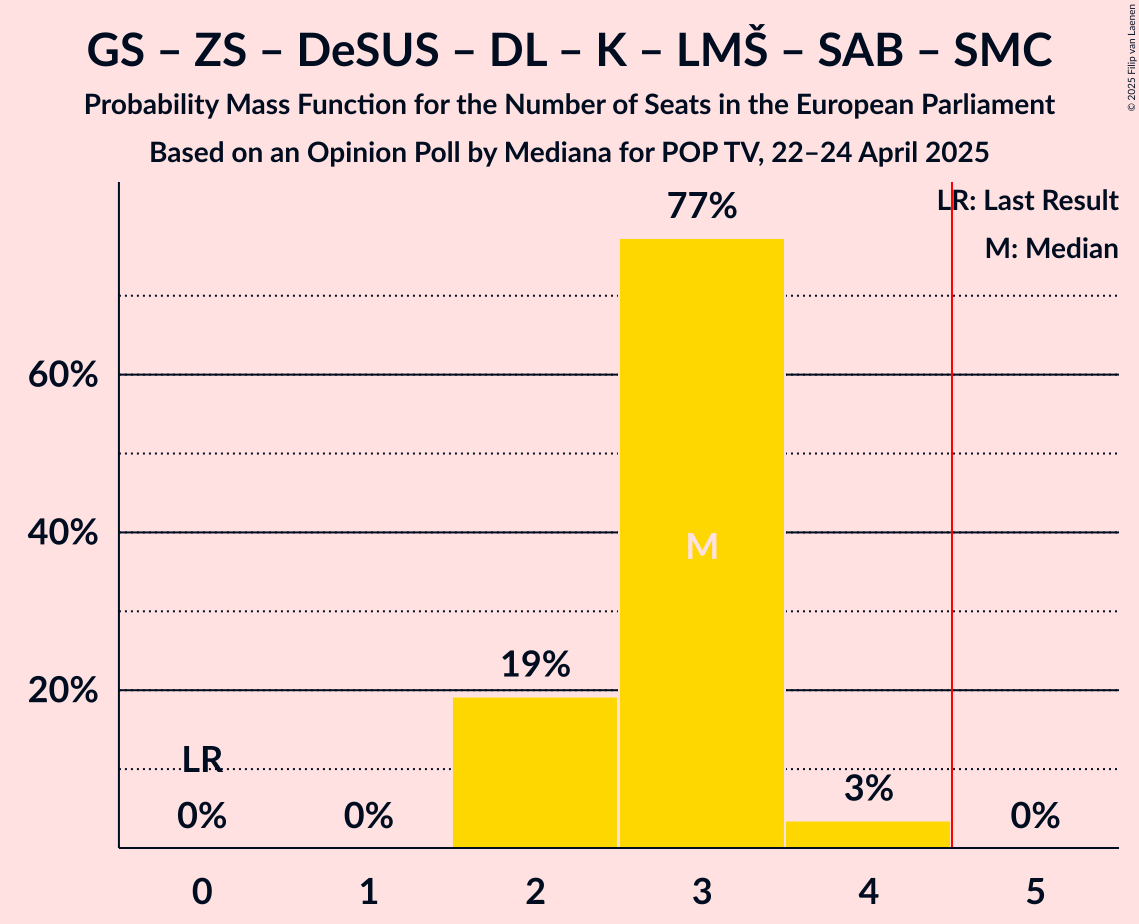 GS – ZS – DeSUS – DL – K – LMŠ – SAB – SMC
Probability Mass Function for the Number of Seats in the European Parliament
Based on an Opinion Poll by Mediana for POP TV, 22–24 April 2025
© 2025 Filip van Laenen
LR: Last Result
M: Median
77%
60%
M
40%
19%
20%
LR
3%
0%
0%
0%
0
1
2
3
4
5